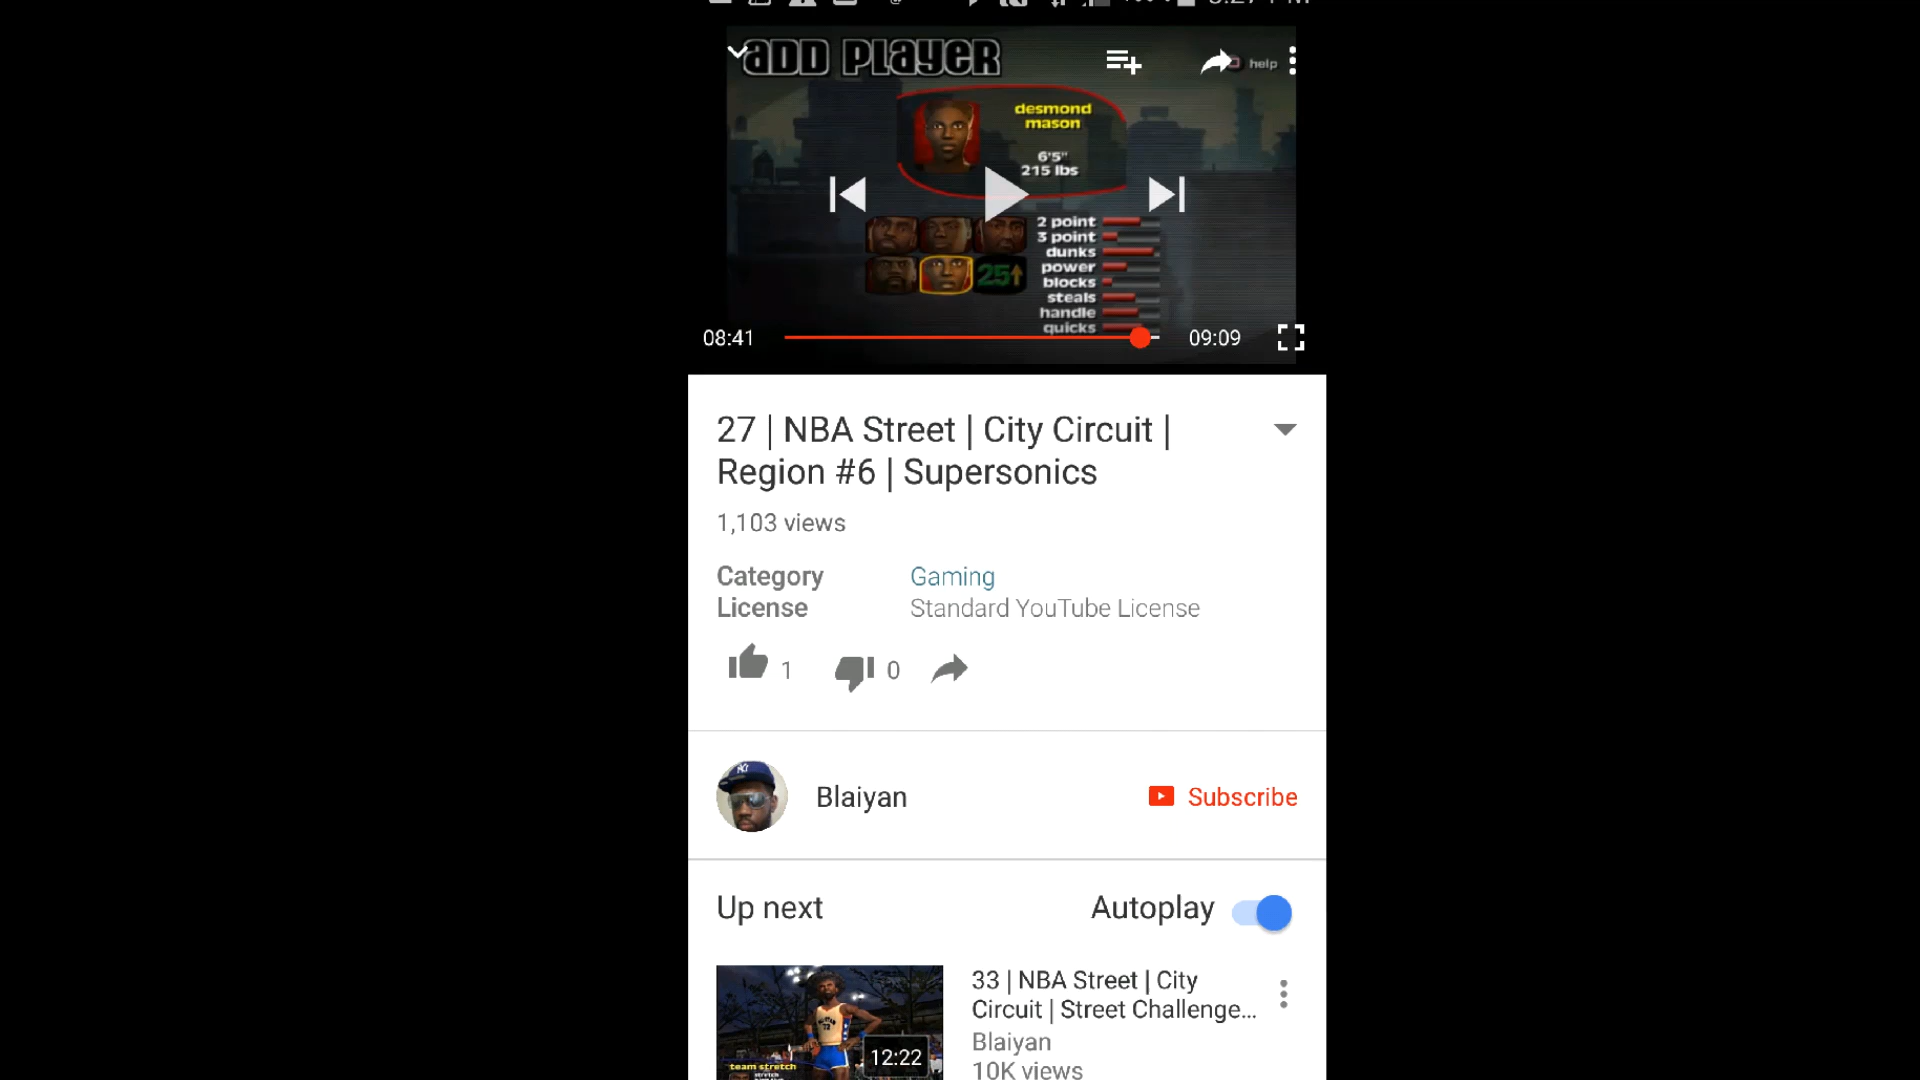 ADD PLAYER
help
desmond
mason
6'5"
215 lbs
2 point
3 point
dunks
power
blocks
steals
handle
quicks
25
08:41
09:09
27 | NBA Street | City Circuit |
Region #6 | Supersonics
1,103 views
Category Gaming
License Standard YouTube License
1 0
Blaiyan
Subscribe
Up next
Autoplay
33 | NBA Street | City
Circuit | Street Challenge...
Blaiyan
10K views
12:22
team stretch
stretch